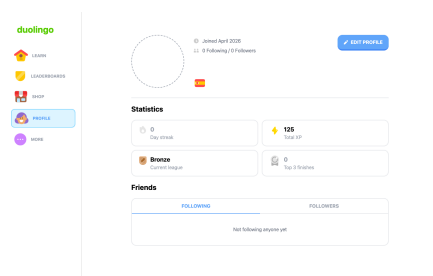 duolingo
LEARN
LEADERBOARDS
SHOP
PROFILE
MORE
Joined April 2026
0 Following / 0 Followers
EDIT PROFILE
Statistics
0
Day streak
125
Total XP
Bronze
Current league
0
Top 3 finishes
Friends
FOLLOWING
FOLLOWERS
Not following anyone yet